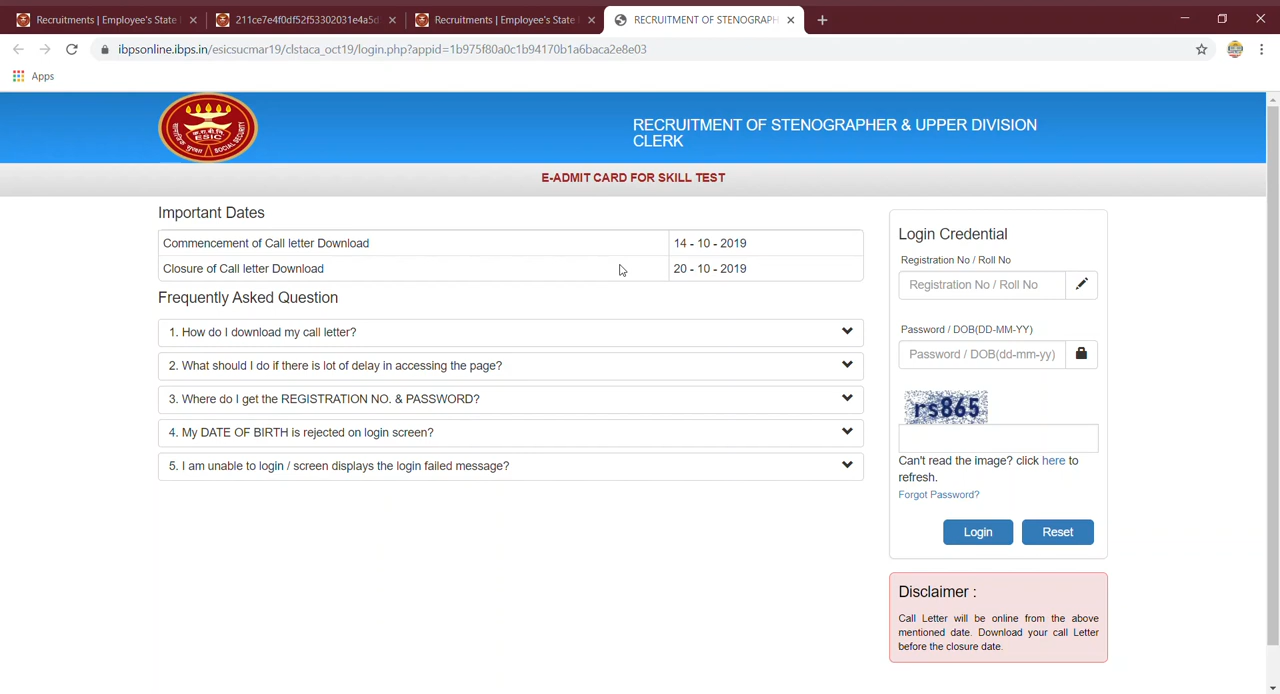 Recruitments | Employee's State
211ce7e4f0df52f53302031e4a5d
Recruitments | Employee's State
RECRUITMENT OF STENOGRAPH
ibpsonline.ibps.in/esicsucmar19/clstaca_oct19/login.php?appid=1b975f80a0c1b94170b1a6baca2e8e03
Apps
ESIC
SOCIAL SECURITY
RECRUITMENT OF STENOGRAPHER & UPPER DIVISION
CLERK
E-ADMIT CARD FOR SKILL TEST
Important Dates
Commencement of Call letter Download 14 - 10 - 2019
Closure of Call letter Download 20 - 10 - 2019
Frequently Asked Question
1. How do I download my call letter?
2. What should I do if there is lot of delay in accessing the page?
3. Where do I get the REGISTRATION NO. & PASSWORD?
4. My DATE OF BIRTH is rejected on login screen?
5. I am unable to login / screen displays the login failed message?
Login Credential
Registration No / Roll No
Registration No / Roll No
Password / DOB(DD-MM-YY)
Password / DOB(dd-mm-yy)
rs865
Can't read the image? click here to
refresh.
Forgot Password?
Login Reset
Disclaimer :
Call Letter will be online from the above
mentioned date. Download your call Letter
before the closure date.